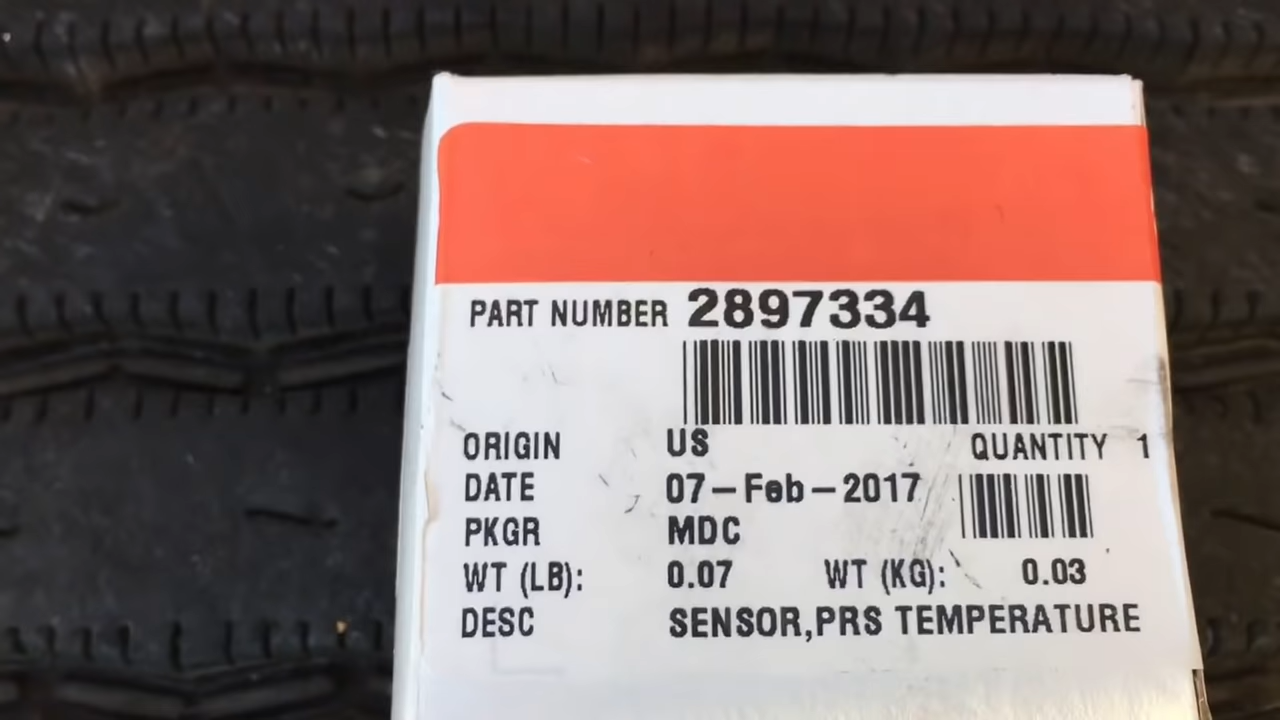 PART NUMBER 2897334
ORIGIN US QUANTITY 1
DATE 07-Feb-2017
PKGR MDC
WT (LB): 0.07 WT (KG): 0.03
DESC SENSOR,PRS TEMPERATURE